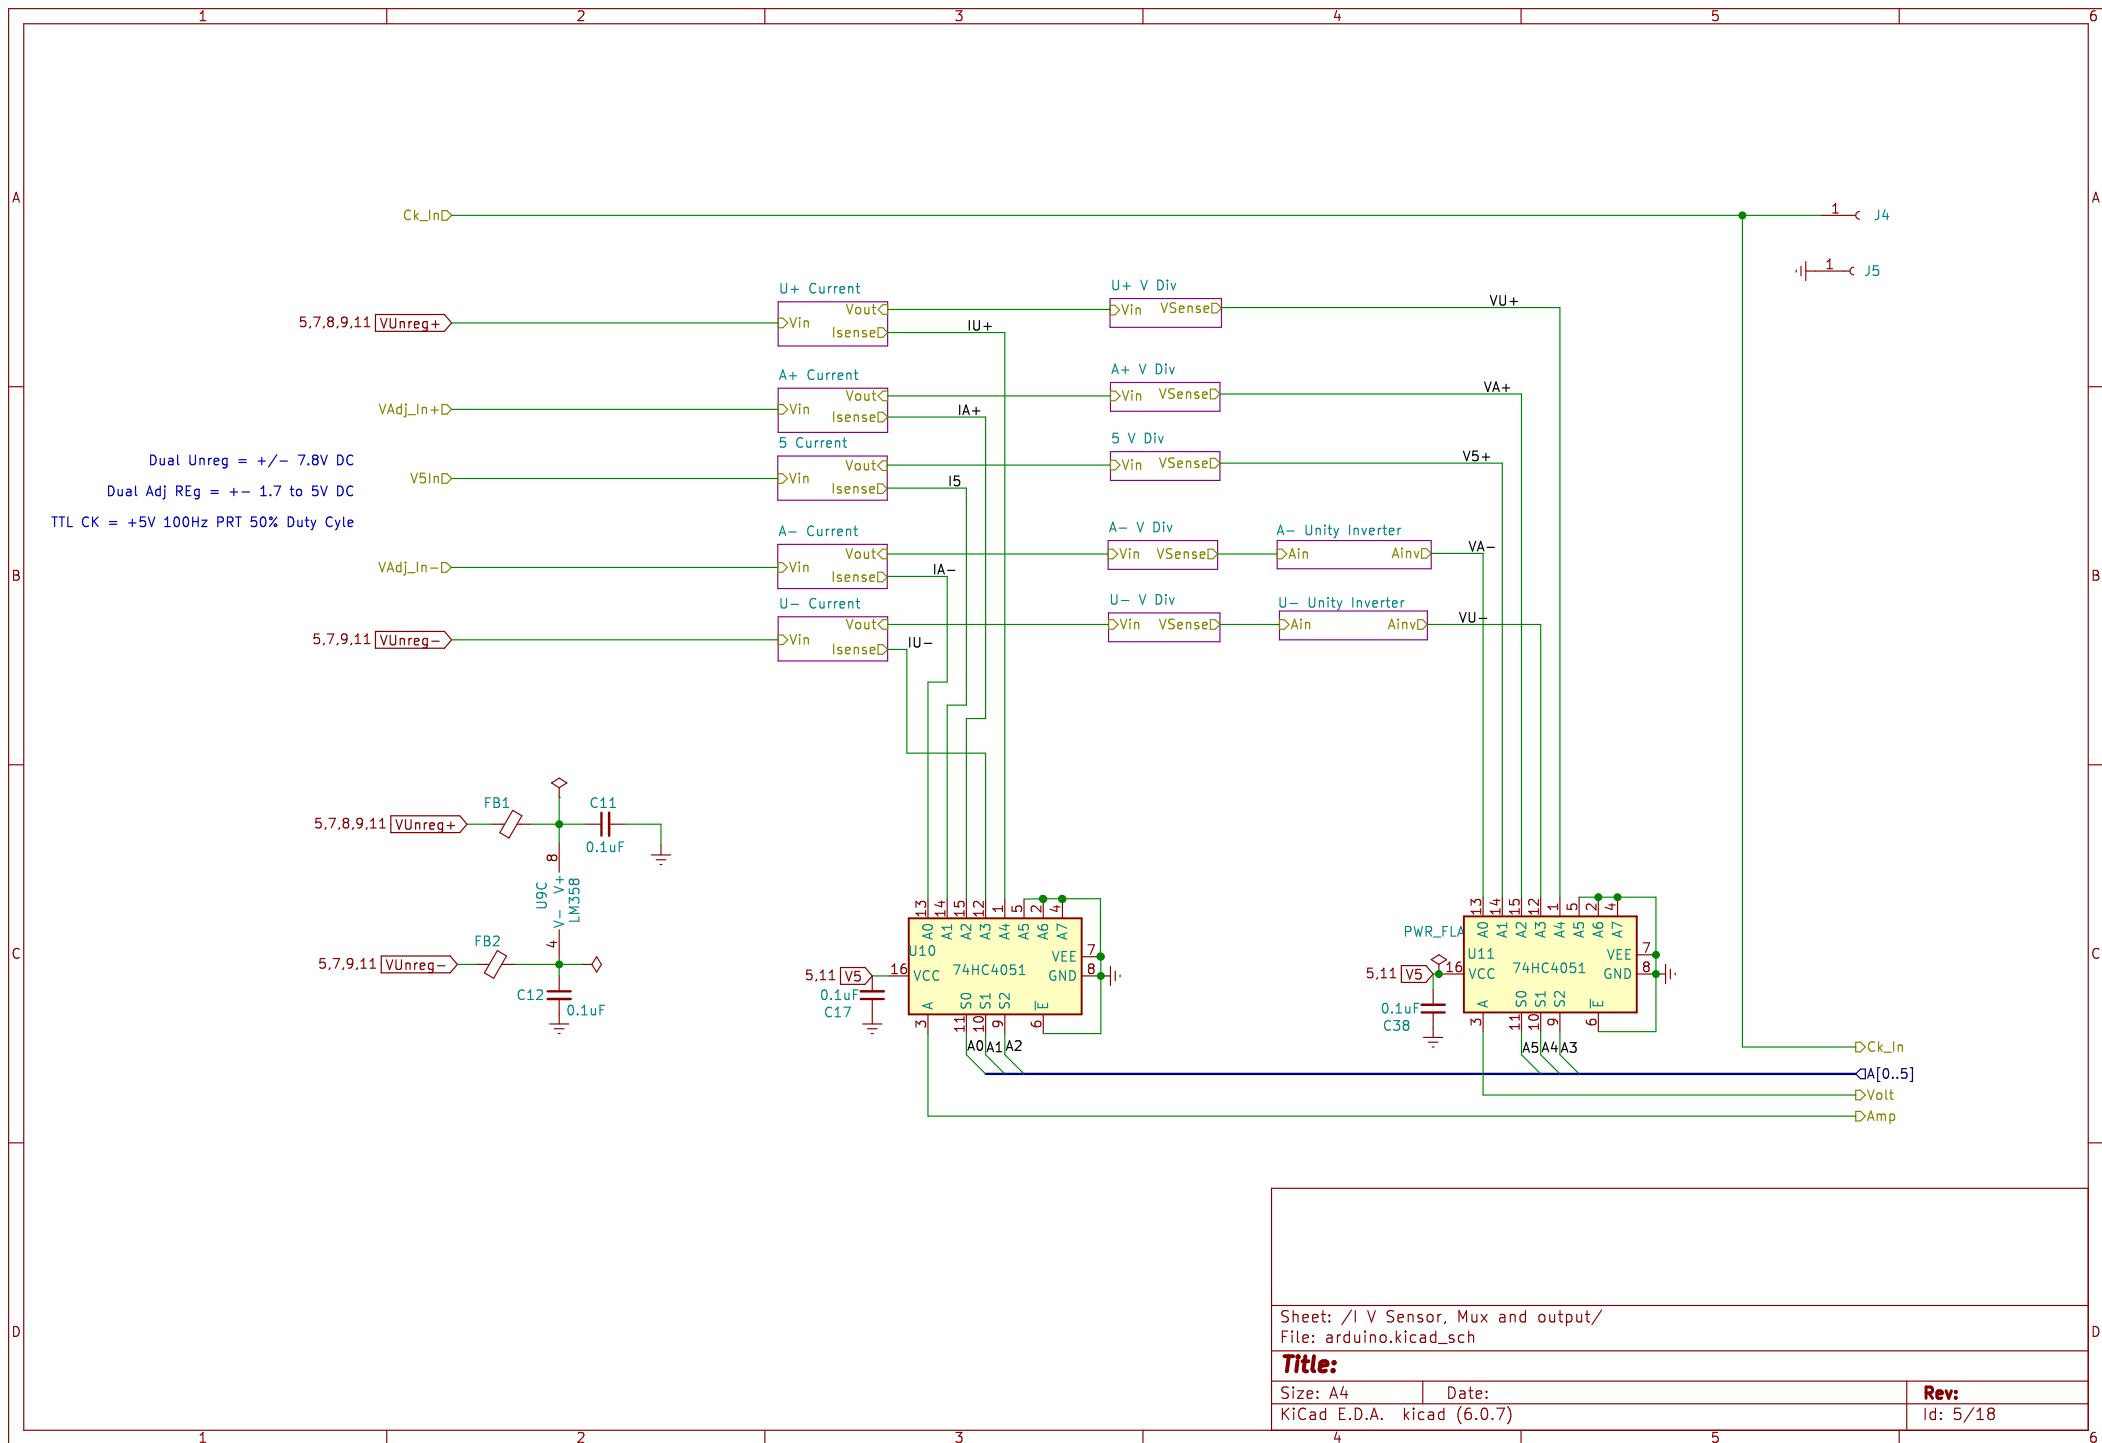 1 2 3 4 5 6
A A
Ck_In 1 J4
1 J5
U+ Current U+ V Div
5,7,8,9,11 VUnreg+ Vin Vout Isense IU+ Vin VSense VU+
A+ Current A+ V Div
VAdj_In+ Vin Vout Isense IA+ Vin VSense VA+
5 Current 5 V Div
Dual Unreg = +/- 7.8V DC
V5In Vin Vout Isense I5 Vin VSense V5+
Dual Adj REg = +- 1.7 to 5V DC
TTL CK = +5V 100Hz PRT 50% Duty Cyle
A- Current A- V Div A- Unity Inverter
VAdj_In- Vin Vout Isense IA- Vin VSense Ain Ainv VA-
B B
U- Current U- V Div U- Unity Inverter
5,7,9,11 VUnreg- Vin Vout Isense IU- Vin VSense Ain Ainv VU-
FB1 C11
5,7,8,9,11 VUnreg+
0.1uF
8
U9C V- V+ LM358
4
FB2
5,7,9,11 VUnreg-
C12 0.1uF
C C
13 14 15 12 1 5 2 4
A0 A1 A2 A3 A4 A5 A6 A7
U10 VEE 7
74HC4051
5,11 V5 16 VCC GND 8
0.1uF
C17
A S0 S1 S2 E
3 11 10 9 6
A0 A1 A2
13 14 15 12 1 5 2 4
A0 A1 A2 A3 A4 A5 A6 A7
PWR_FLA
U11 VEE 7
74HC4051
5,11 V5 16 VCC GND 8
0.1uF
C38
A S0 S1 S2 E
3 11 10 9 6
A5 A4 A3
Ck_In
A[0..5]
Volt
Amp
D D
Sheet: /I V Sensor, Mux and output/
File: arduino.kicad_sch
Title:
Size: A4 Date: Rev:
KiCad E.D.A. kicad (6.0.7) Id: 5/18
1 2 3 4 5 6